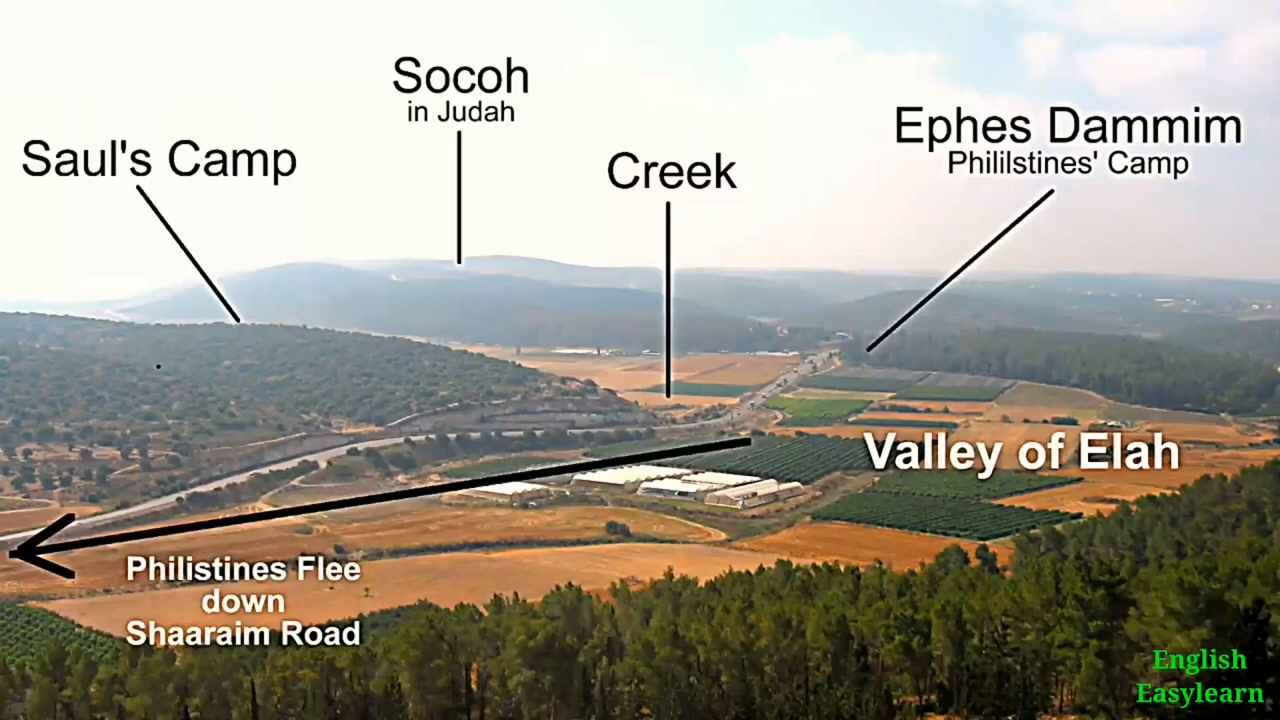 Socoh
in Judah
Saul's Camp
Creek
Ephes Dammim
Phililstines' Camp
Valley of Elah
Philistines Flee
down
Shaaraim Road
English
Easylearn